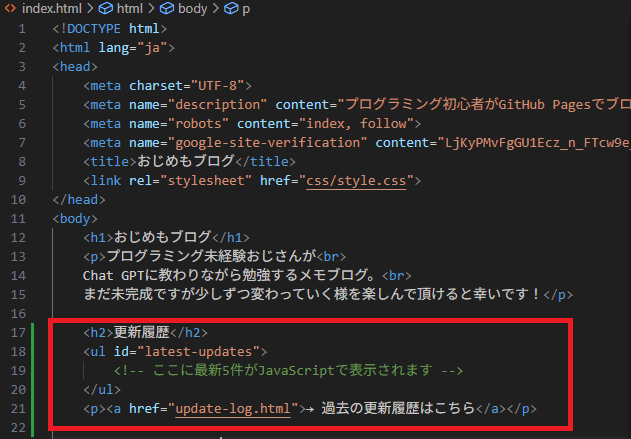 index.html > html > body > p
1 <!DOCTYPE html>
2 <html lang="ja">
3 <head>
4 <meta charset="UTF-8">
5 <meta name="description" content="プログラミング初心者がGitHub Pagesでブロ
6 <meta name="robots" content="index, follow">
7 <meta name="google-site-verification" content="LjKyPMvFgGU1Ecz_n_FTcw9e
8 <title>おじめもブログ</title>
9 <link rel="stylesheet" href="css/style.css">
10 </head>
11 <body>
12 <h1>おじめもブログ</h1>
13 <p>プログラミング未経験おじさんが<br>
14 Chat GPTに教わりながら勉強するメモブログ。<br>
15 まだ未完成ですが少しずつ変わっていく様を楽しんで頂けると幸いです！</p>
16
17 <h2>更新履歴</h2>
18 <ul id="latest-updates">
19 <!-- ここに最新5件がJavaScriptで表示されます -->
20 </ul>
21 <p><a href="update-log.html">→ 過去の更新履歴はこちら</a></p>
22